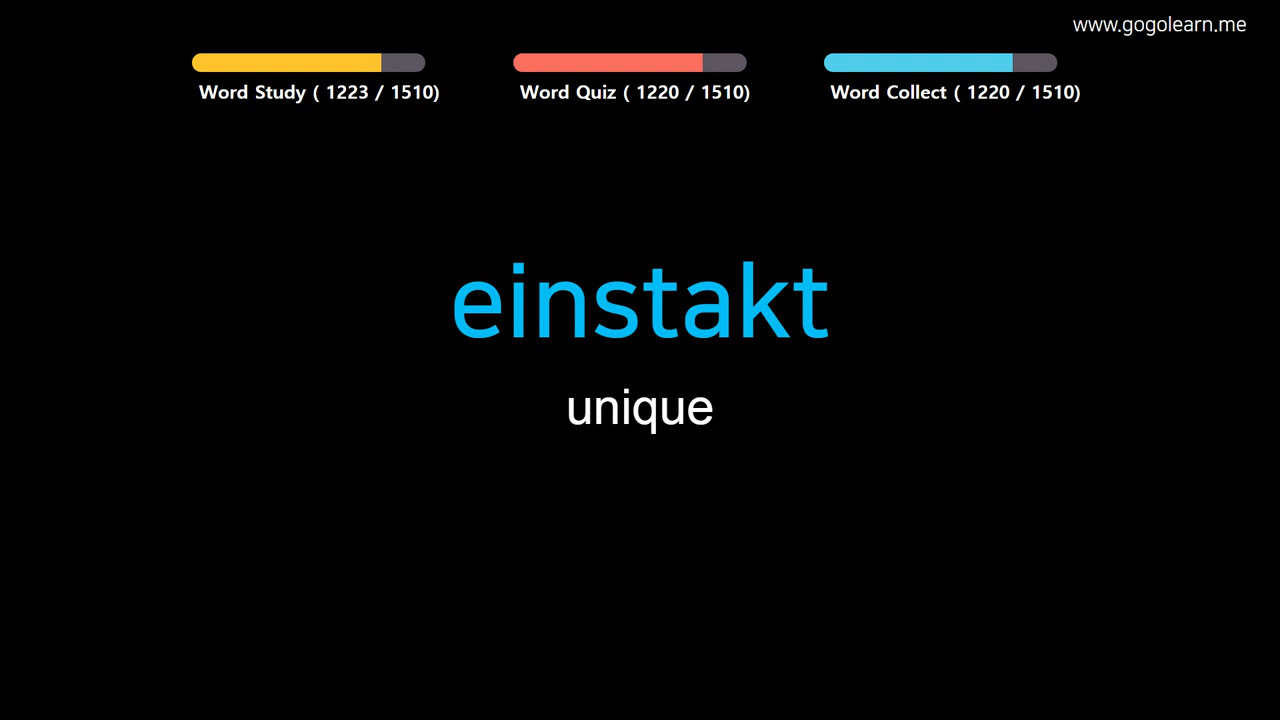 www.gogolearn.me
Word Study ( 1223 / 1510)
Word Quiz ( 1220 / 1510)
Word Collect ( 1220 / 1510)
einstakt
unique